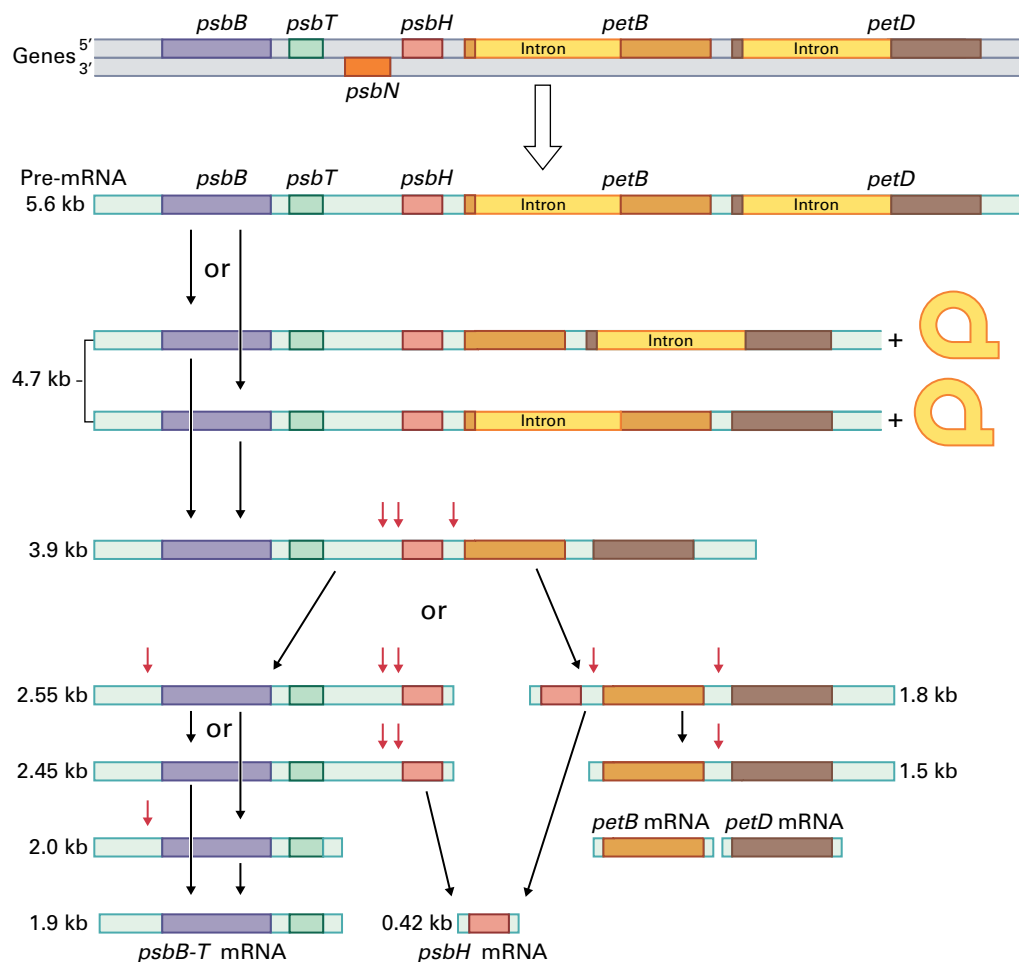 psbB psbT psbH petB petD
Genes 5′ Intron Intron
3′
psbN
Pre-mRNA psbB psbT psbH petB petD
5.6 kb Intron Intron
or
Intron +
4.7 kb
Intron +
3.9 kb
or
2.55 kb 1.8 kb
or
2.45 kb 1.5 kb
petB mRNA petD mRNA
2.0 kb
1.9 kb 0.42 kb
psbB-T mRNA psbH mRNA